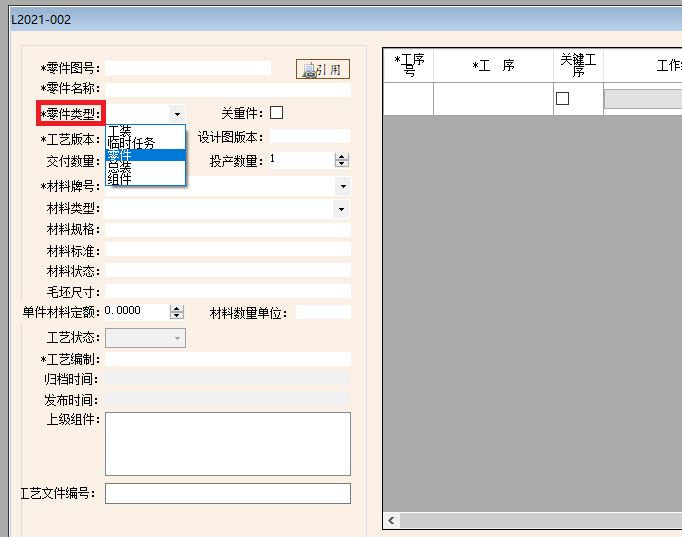 L2021-002
*零件图号:
引用
*零件名称:
*零件类型:
关重件:
工装
临时任务
零件
总装
组件
*工艺版本:
设计图版本:
交付数量:
投产数量: 1
*材料牌号:
材料类型:
材料规格:
材料标准:
材料状态:
毛坯尺寸:
单件材料定额: 0.0000
材料数量单位:
工艺状态:
*工艺编制:
归档时间:
发布时间:
上级组件:
工艺文件编号:
*工序号
*工 序
关键工序